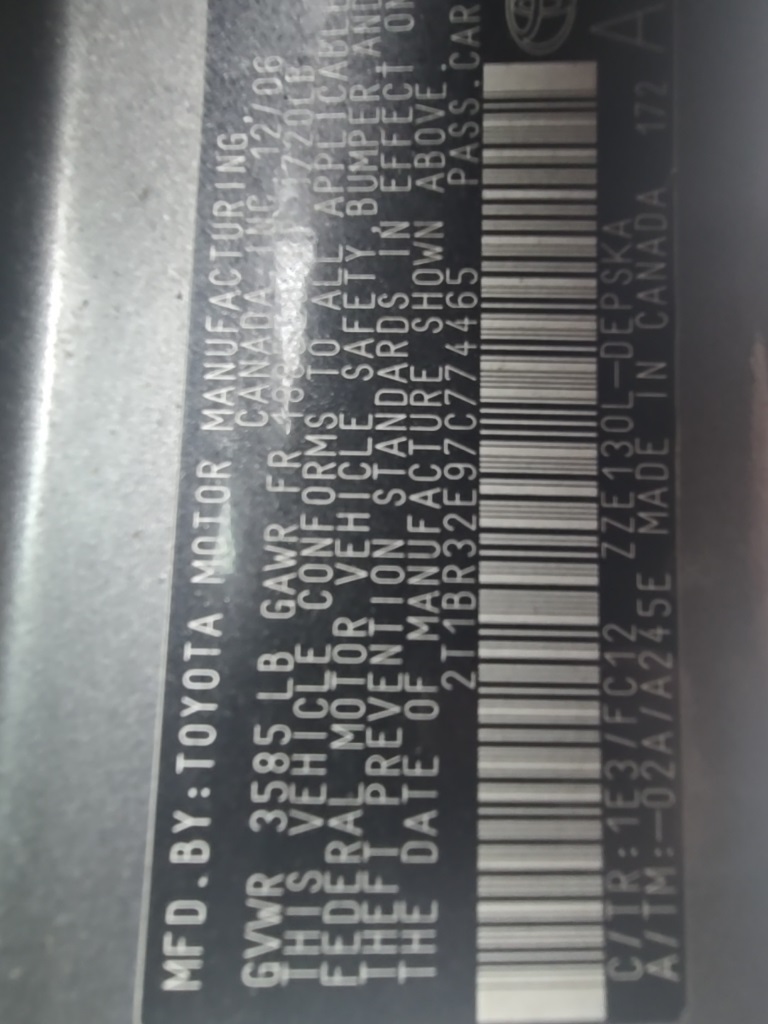 MFD.BY:TOYOTA MOTOR MANUFACTURING
CANADA INC. 12/06
GVWR 3585 LB GAWR FR RR 1720LB
THIS VEHICLE CONFORMS TO ALL APPLICABLE
FEDERAL MOTOR VEHICLE SAFETY,BUMPER AND
THEFT PREVENTION STANDARDS IN EFFECT ON
THE DATE OF MANUFACTURE SHOWN ABOVE.
2T1BR32E97C774465 PASS.CAR
C/TR:1E3/FC12 ZZE130L-DEPSKA
A/TM:-02A/A245E MADE IN CANADA 172 A